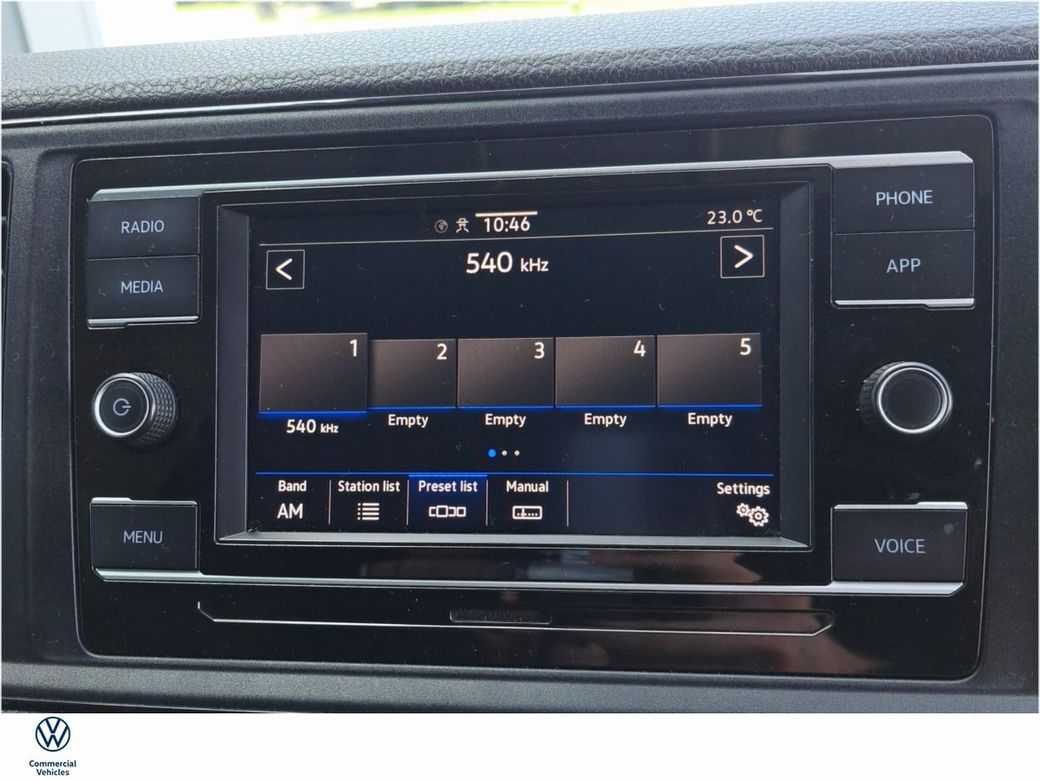 10:46
23.0 °C
RADIO
PHONE
<
540 kHz
>
MEDIA
APP
1
2
3
4
5
540 kHz
Empty
Empty
Empty
Empty
Band
Station list
Preset list
Manual
Settings
AM
MENU
VOICE
Commercial
Vehicles